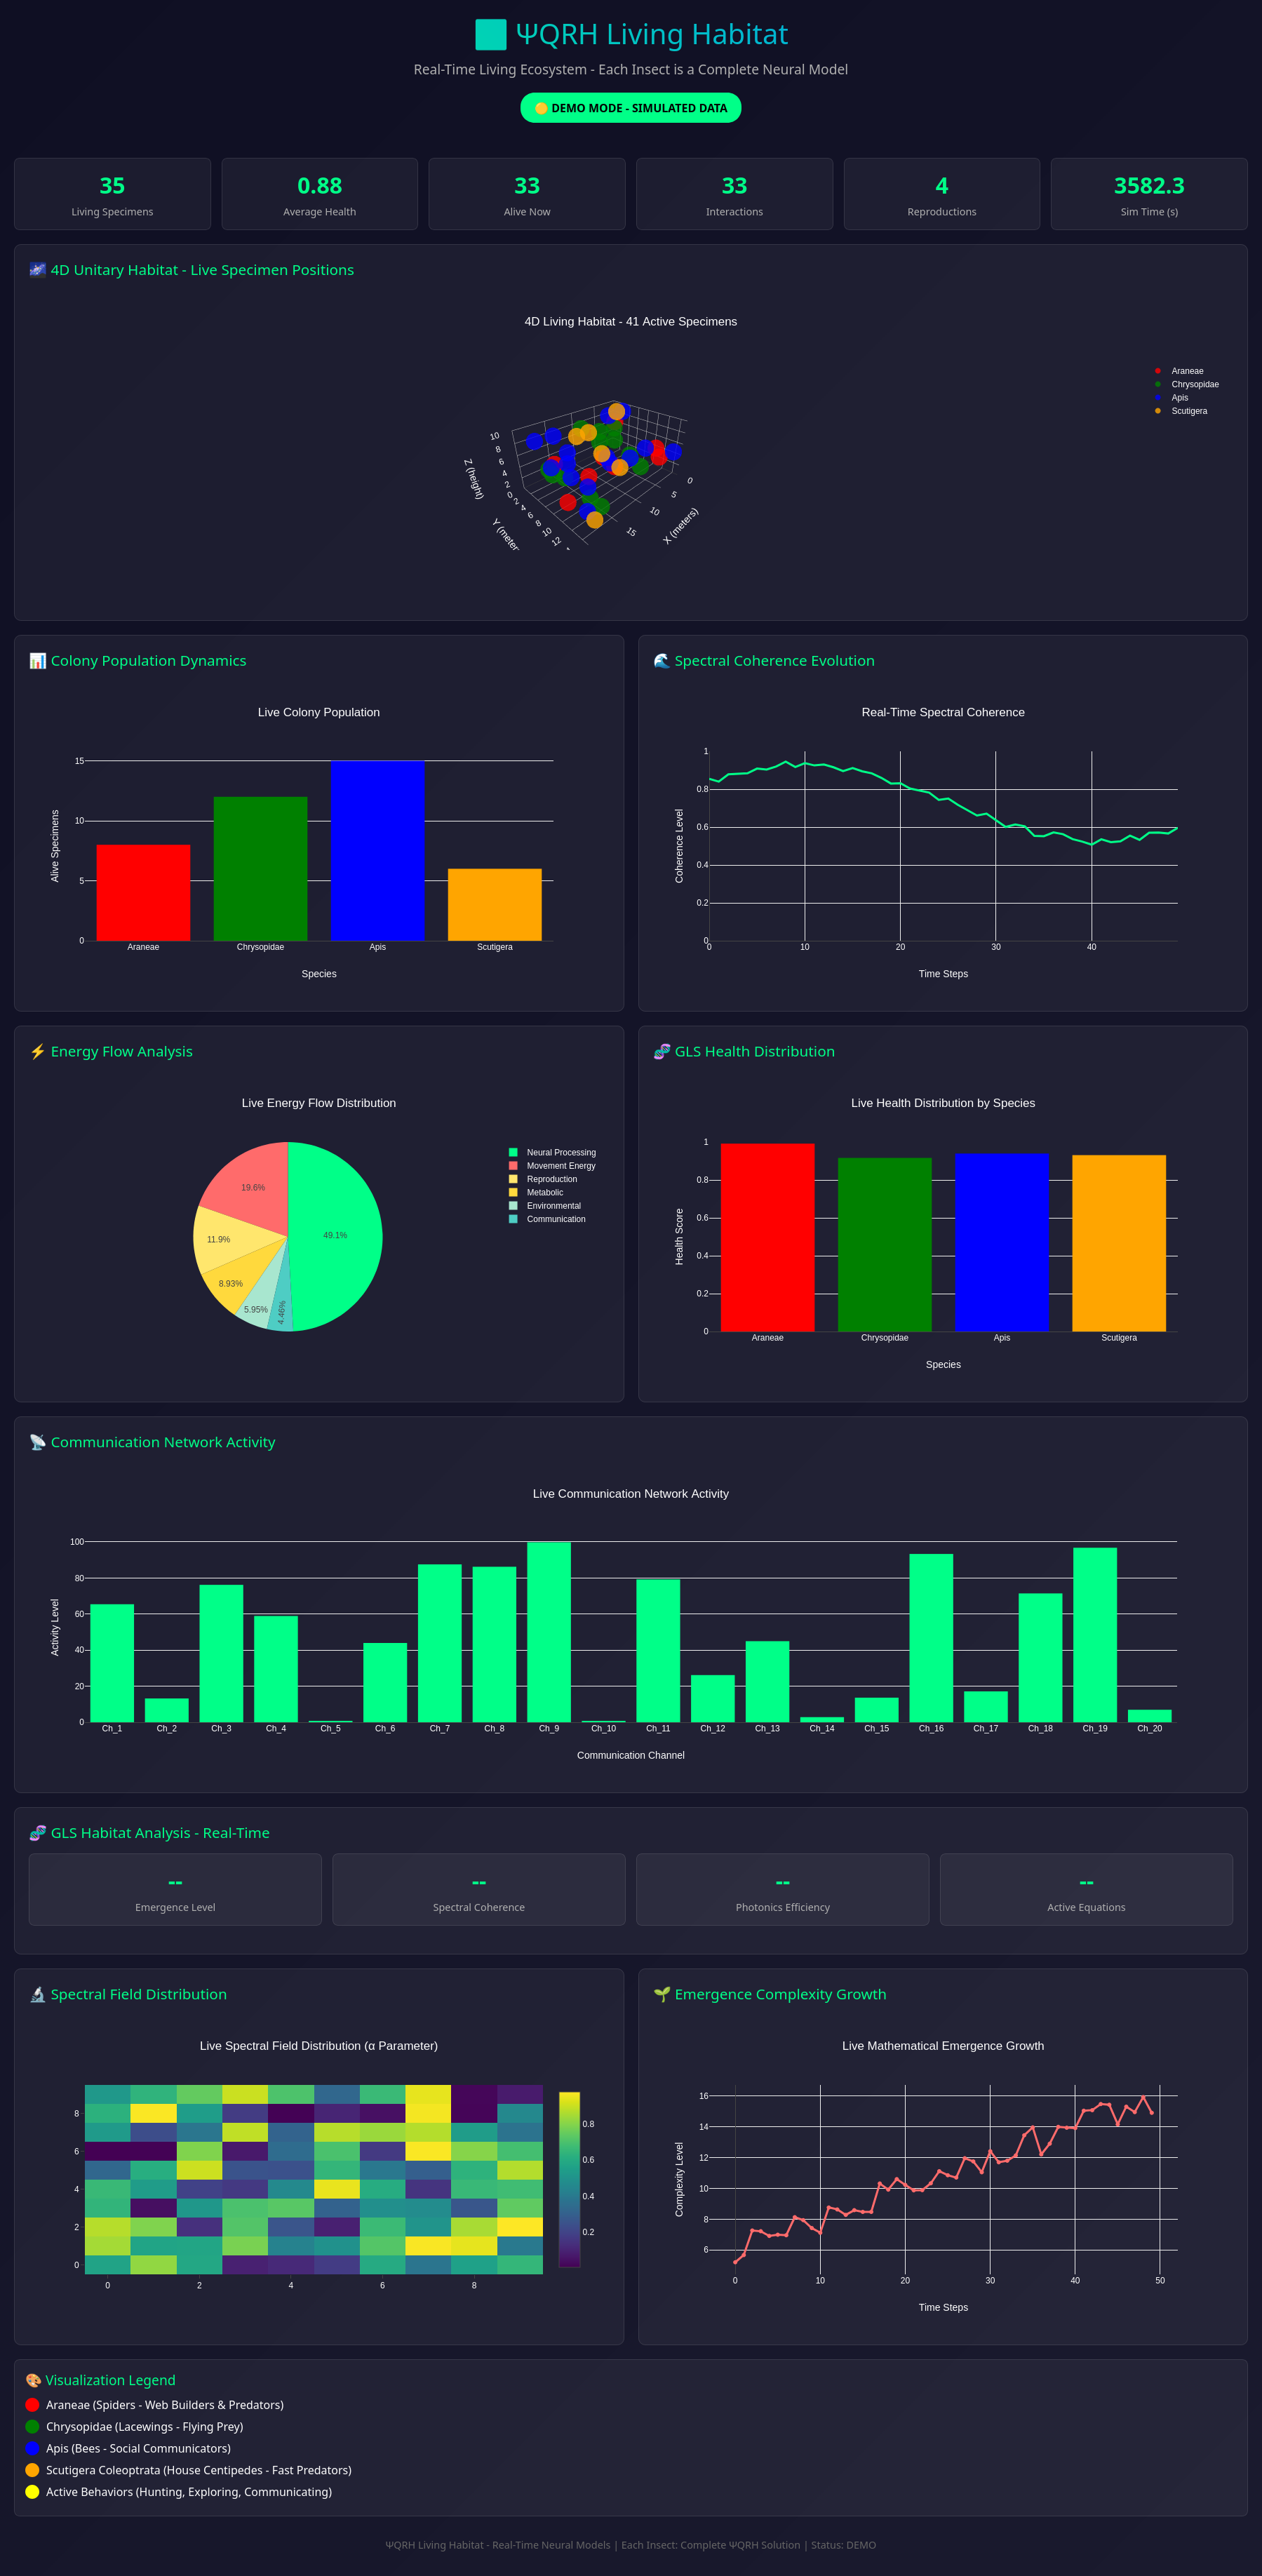 ΨQRH Living Habitat
Real-Time Living Ecosystem - Each Insect is a Complete Neural Model
DEMO MODE - SIMULATED DATA
35
Living Specimens
0.88
Average Health
33
Alive Now
33
Interactions
4
Reproductions
3582.3
Sim Time (s)
4D Unitary Habitat - Live Specimen Positions
4D Living Habitat - 41 Active Specimens
Araneae
Chrysopidae
Apis
Scutigera
10
8
6
4
2
0
Z (height)
2
4
6
8
10
12
Y (meter
0
5
10
15
X (meters)
Colony Population Dynamics
Live Colony Population
15
10
5
0
Alive Specimens
Araneae
Chrysopidae
Apis
Scutigera
Species
Spectral Coherence Evolution
Real-Time Spectral Coherence
1
0.8
0.6
0.4
0.2
0
Coherence Level
0
10
20
30
40
Time Steps
Energy Flow Analysis
Live Energy Flow Distribution
49.1%
19.6%
11.9%
8.93%
5.95%
4.46%
Neural Processing
Movement Energy
Reproduction
Metabolic
Environmental
Communication
GLS Health Distribution
Live Health Distribution by Species
1
0.8
0.6
0.4
0.2
0
Health Score
Araneae
Chrysopidae
Apis
Scutigera
Species
Communication Network Activity
Live Communication Network Activity
100
80
60
40
20
0
Activity Level
Ch_1
Ch_2
Ch_3
Ch_4
Ch_5
Ch_6
Ch_7
Ch_8
Ch_9
Ch_10
Ch_11
Ch_12
Ch_13
Ch_14
Ch_15
Ch_16
Ch_17
Ch_18
Ch_19
Ch_20
Communication Channel
GLS Habitat Analysis - Real-Time
--
Emergence Level
--
Spectral Coherence
--
Photonics Efficiency
--
Active Equations
Spectral Field Distribution
Live Spectral Field Distribution (α Parameter)
8
6
4
2
0
0
2
4
6
8
0.8
0.6
0.4
0.2
Emergence Complexity Growth
Live Mathematical Emergence Growth
16
14
12
10
8
6
Complexity Level
0
10
20
30
40
50
Time Steps
Visualization Legend
Araneae (Spiders - Web Builders & Predators)
Chrysopidae (Lacewings - Flying Prey)
Apis (Bees - Social Communicators)
Scutigera Coleoptrata (House Centipedes - Fast Predators)
Active Behaviors (Hunting, Exploring, Communicating)
ΨQRH Living Habitat - Real-Time Neural Models | Each Insect: Complete ΨQRH Solution | Status: DEMO